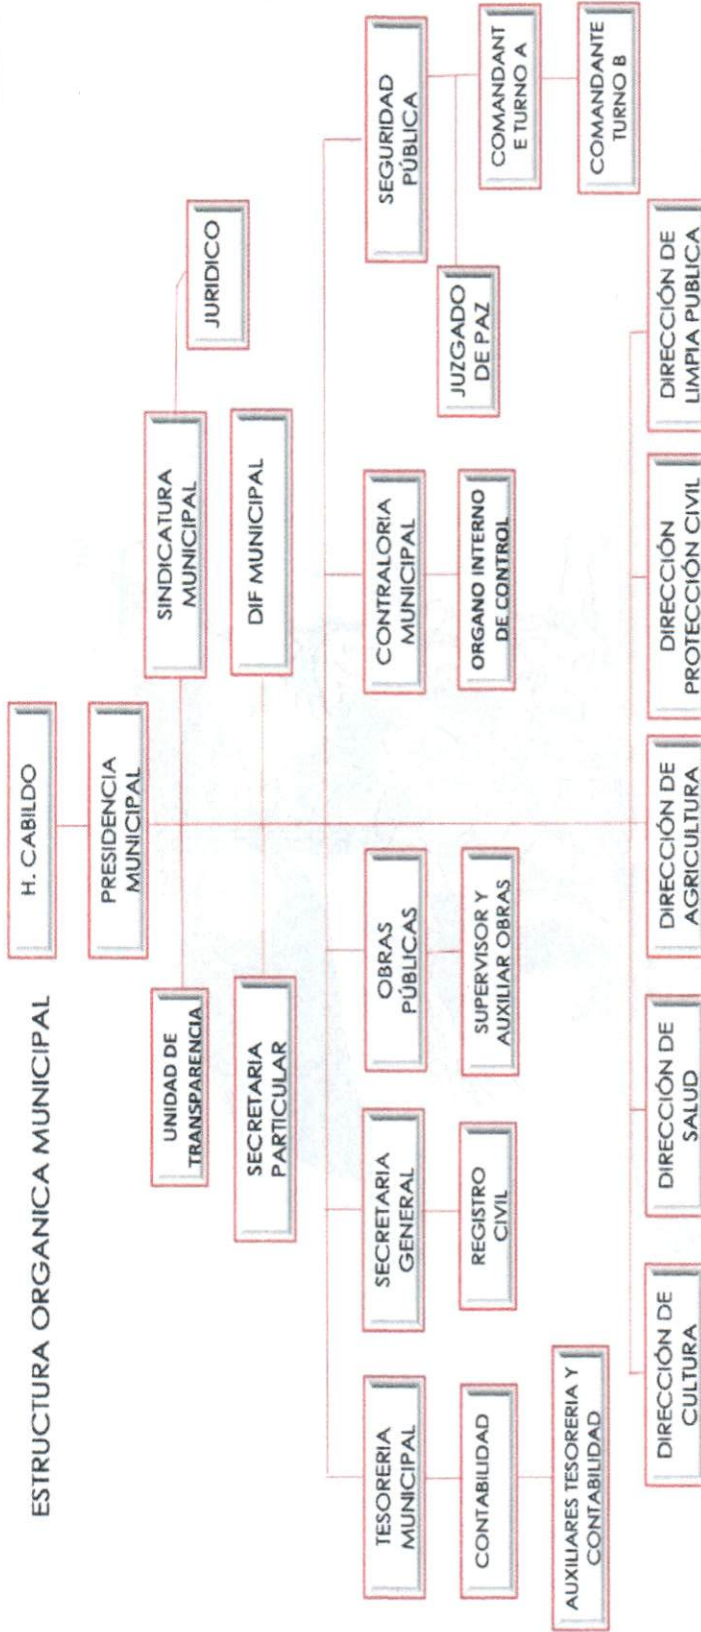 ESTRUCTURA ORGANICA MUNICIPAL
H. CABILDO
PRESIDENCIA
MUNICIPAL
UNIDAD DE
TRANSPARENCIA
SINDICATURA
MUNICIPAL
JURIDICO
SECRETARIA
PARTICULAR
DIF MUNICIPAL
TESORERIA
MUNICIPAL
SECRETARIA
GENERAL
OBRAS
PÚBLICAS
CONTRALORIA
MUNICIPAL
SEGURIDAD
PÚBLICA
CONTABILIDAD
REGISTRO
CIVIL
SUPERVISOR Y
AUXILIAR OBRAS
ORGANO INTERNO
DE CONTROL
JUZGADO
DE PAZ
COMANDANT
E TURNO A
AUXILIARES TESORERIA Y
CONTABILIDAD
COMANDANTE
TURNO B
DIRECCIÓN DE
CULTURA
DIRECCIÓN DE
SALUD
DIRECCIÓN DE
AGRICULTURA
DIRECCIÓN
PROTECCIÓN CIVIL
DIRECCIÓN DE
LIMPIA PUBLICA